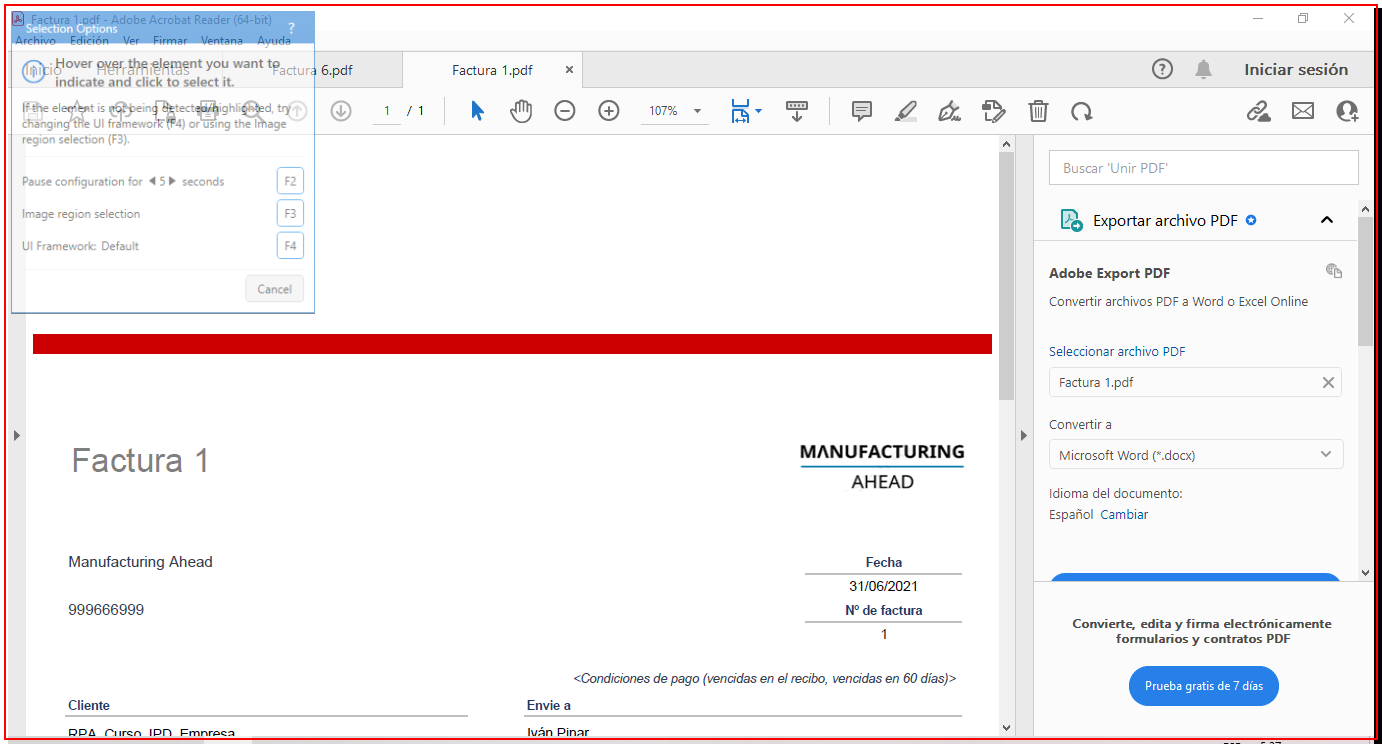 Factura 1.pdf - Adobe Acrobat Reader (64-bit)
Selection Options ?
Archivo Edición Ver Firmar Ventana Ayuda
Hover over the element you want to
indicate and click to select it.
Inicio Herramientas
Factura 6.pdf
Factura 1.pdf ×
Iniciar sesión
If the element is not being detected/highlighted, try
changing the UI framework (F4) or using the Image
region selection (F3).
1 / 1
107%
Pause configuration for 5 seconds F2
Image region selection F3
UI Framework: Default F4
Cancel
Factura 1
MANUFACTURING
AHEAD
Manufacturing Ahead
999666999
Fecha
31/06/2021
Nº de factura
1
<Condiciones de pago (vencidas en el recibo, vencidas en 60 días)>
Cliente
RPA_Curso_IPD_Empresa
Envie a
Iván Pinar
Buscar 'Unir PDF'
Exportar archivo PDF
Adobe Export PDF
Convertir archivos PDF a Word o Excel Online
Seleccionar archivo PDF
Factura 1.pdf
Convertir a
Microsoft Word (*.docx)
Idioma del documento:
Español Cambiar
Convierte, edita y firma electrónicamente
formularios y contratos PDF
Prueba gratis de 7 días